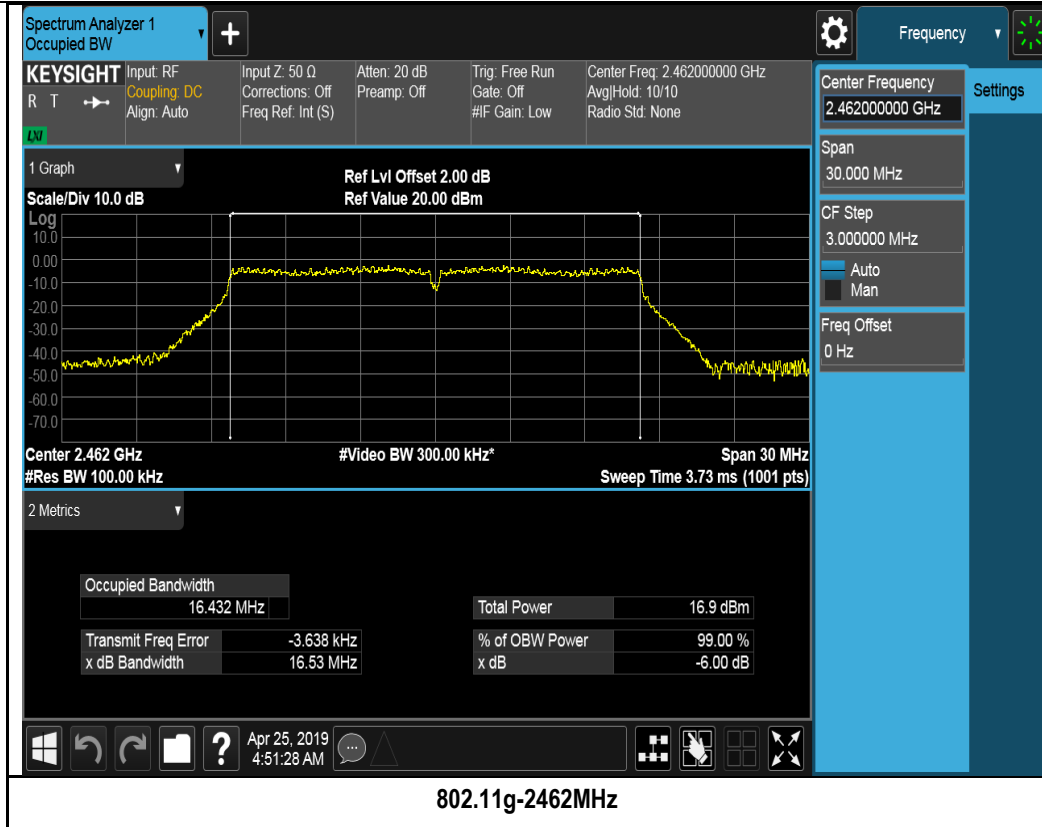 Spectrum Analyzer 1
Occupied BW
+
Frequency
KEYSIGHT
R T
LXI
Input: RF
Coupling: DC
Align: Auto
Input Z: 50 Ω
Corrections: Off
Freq Ref: Int (S)
Atten: 20 dB
Preamp: Off
Trig: Free Run
Gate: Off
#IF Gain: Low
Center Freq: 2.462000000 GHz
Avg|Hold: 10/10
Radio Std: None
Center Frequency
2.462000000 GHz
Settings
Span
30.000 MHz
CF Step
3.000000 MHz
Auto
Man
Freq Offset
0 Hz
1 Graph
Scale/Div 10.0 dB
Ref Lvl Offset 2.00 dB
Ref Value 20.00 dBm
Log
10.0
0.00
-10.0
-20.0
-30.0
-40.0
-50.0
-60.0
-70.0
Center 2.462 GHz
#Res BW 100.00 kHz
#Video BW 300.00 kHz*
Span 30 MHz
Sweep Time 3.73 ms (1001 pts)
2 Metrics
Occupied Bandwidth
16.432 MHz
Total Power 16.9 dBm
Transmit Freq Error -3.638 kHz
% of OBW Power 99.00 %
x dB Bandwidth 16.53 MHz
x dB -6.00 dB
?
Apr 25, 2019
4:51:28 AM
802.11g-2462MHz